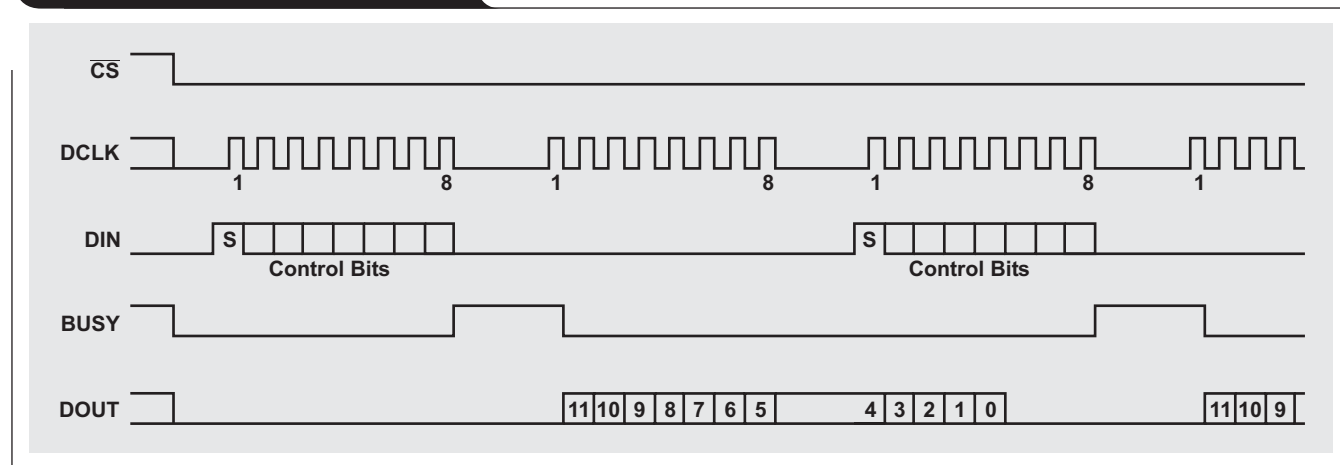 CS
DCLK
1 8 1 8 1 8 1
DIN S S
Control Bits Control Bits
BUSY
DOUT 11 10 9 8 7 6 5 4 3 2 1 0 11 10 9